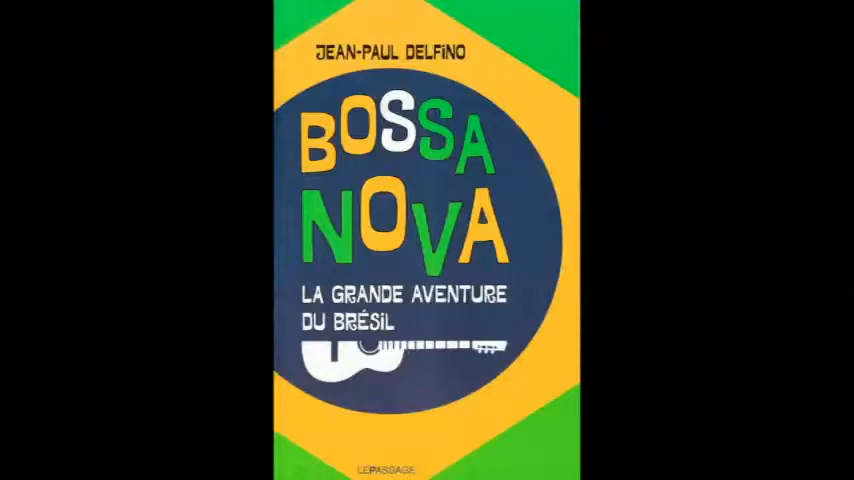 JEAN-PAUL DELFINO
BOSSA
NOVA
LA GRANDE AVENTURE
DU BRÉSIL
LEPASSAGE